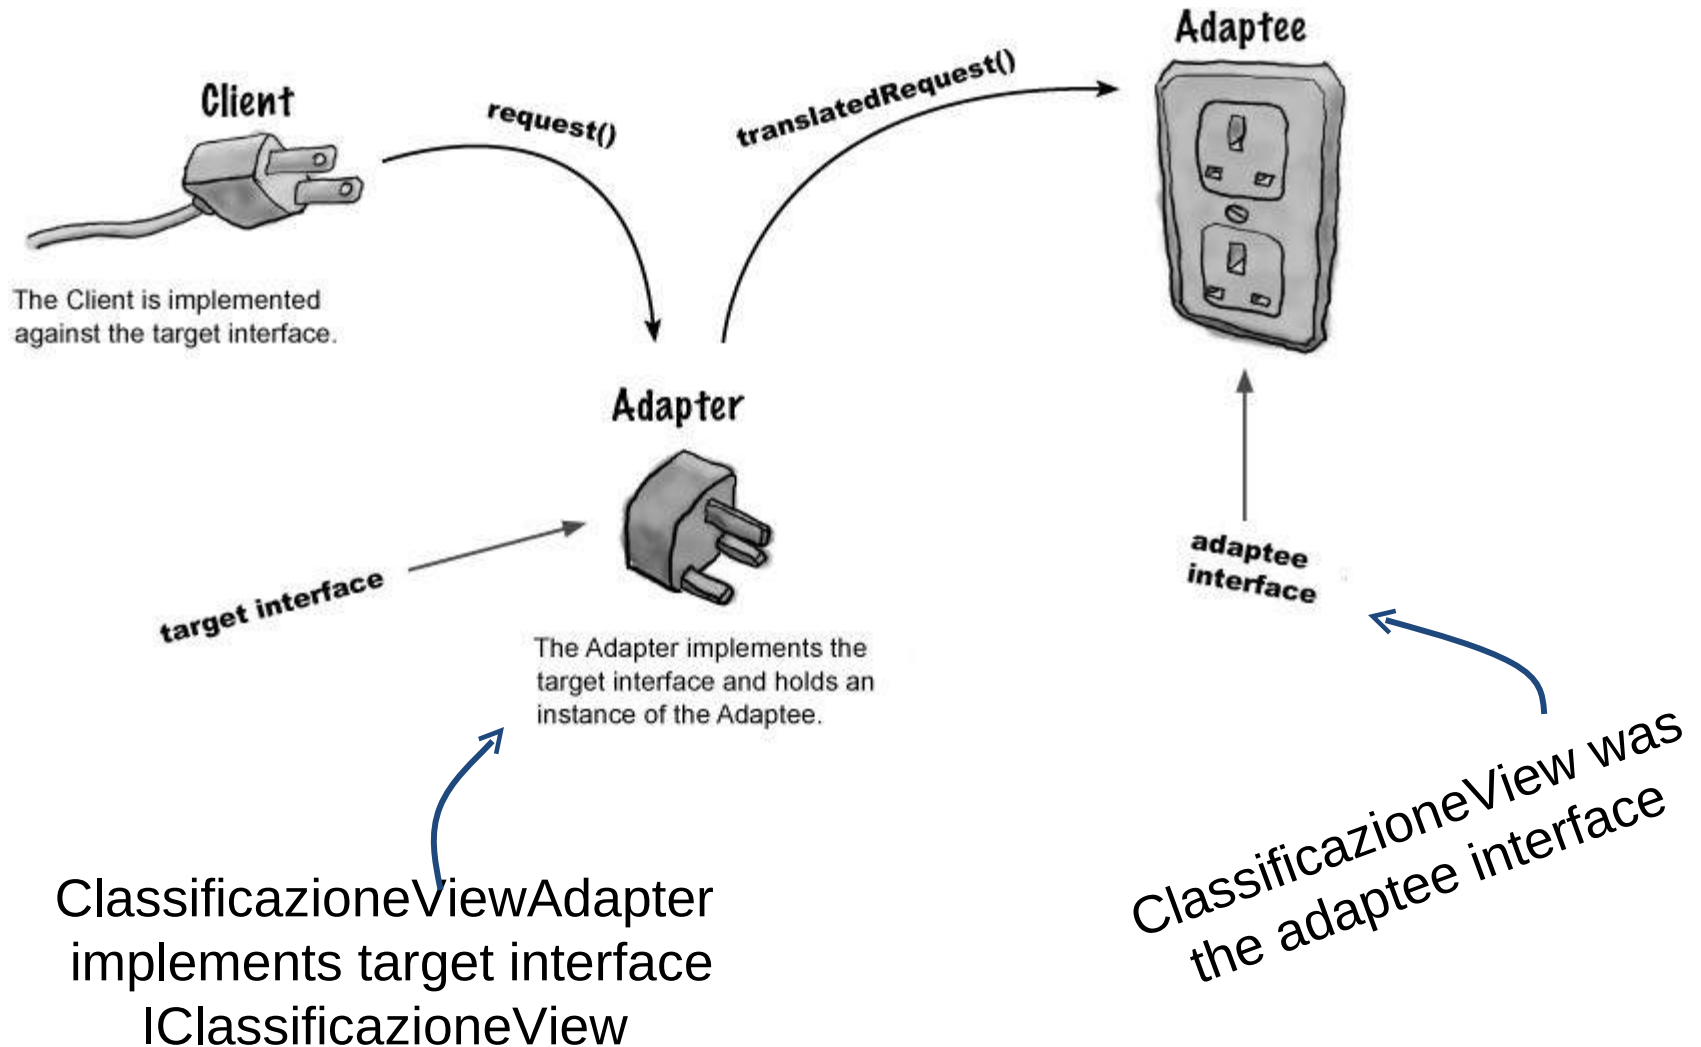 Adaptee
Client
request()
translatedRequest()
The Client is implemented
against the target interface.
Adapter
target interface
adaptee
interface
The Adapter implements the
target interface and holds an
instance of the Adaptee.
ClassificazioneViewAdapter
implements target interface
IClassificazioneView
ClassificazioneView was
the adaptee interface